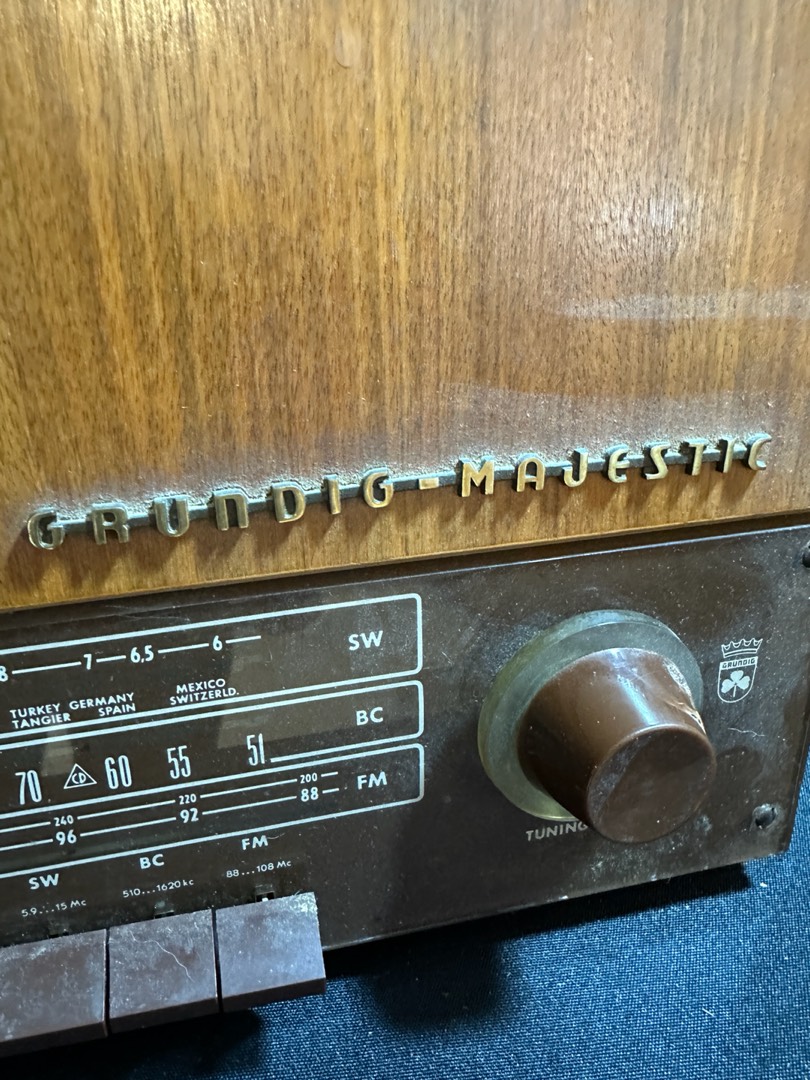 GRUNDIG-MAJESTIC
8 7 6,5 6 SW
TURKEY GERMANY MEXICO
TANGIER SPAIN SWITZERLD.
BC
70 CD 60 55 51
240 220 200
96 92 88 FM
SW BC FM
5.9...15 Mc 510...1620 kc 88...108 Mc
TUNING
GRUNDIG